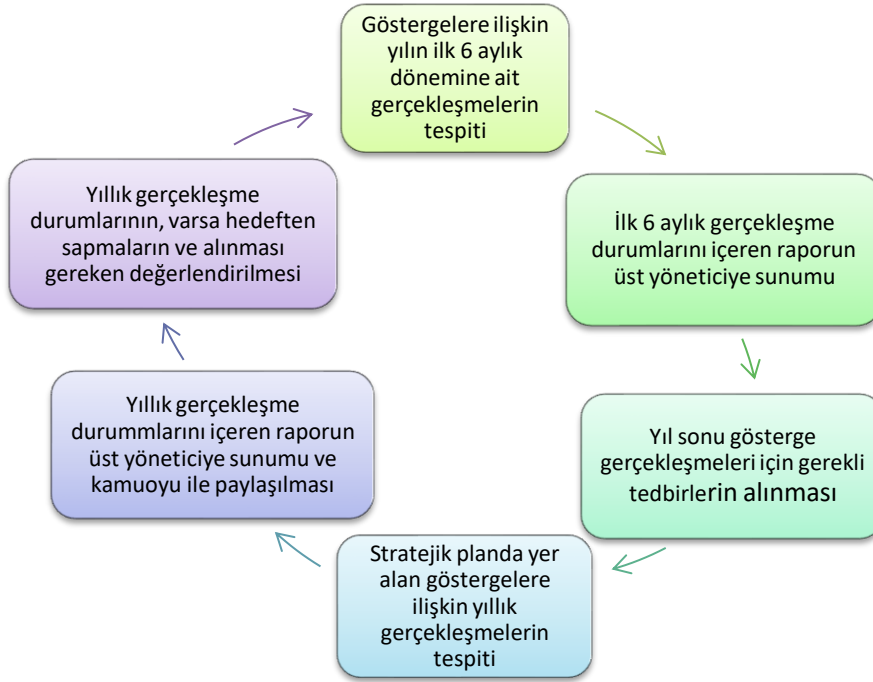 Göstergelere ilişkin
yılın ilk 6 aylık
dönemine ait
gerçekleşmelerin
tespiti
İlk 6 aylık gerçekleşme
durumlarını içeren raporun
üst yöneticiye sunumu
Yıl sonu gösterge
gerçekleşmeleri için gerekli
tedbirlerin alınması
Stratejik planda yer
alan göstergelere
ilişkin yıllık
gerçekleşmelerin
tespiti
Yıllık gerçekleşme
durummlarını içeren raporun
üst yöneticiye sunumu ve
kamuoyu ile paylaşılması
Yıllık gerçekleşme
durumlarının, varsa hedeften
sapmaların ve alınması
gereken değerlendirilmesi